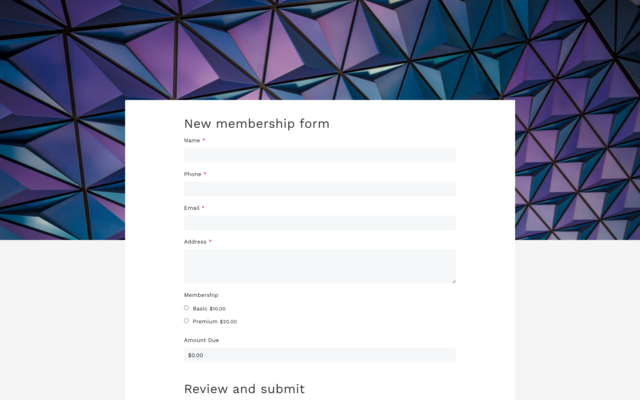 New membership form
Name *
Phone *
Email *
Address *
Membership
Basic $10.00
Premium $20.00
Amount Due
$0.00
Review and submit